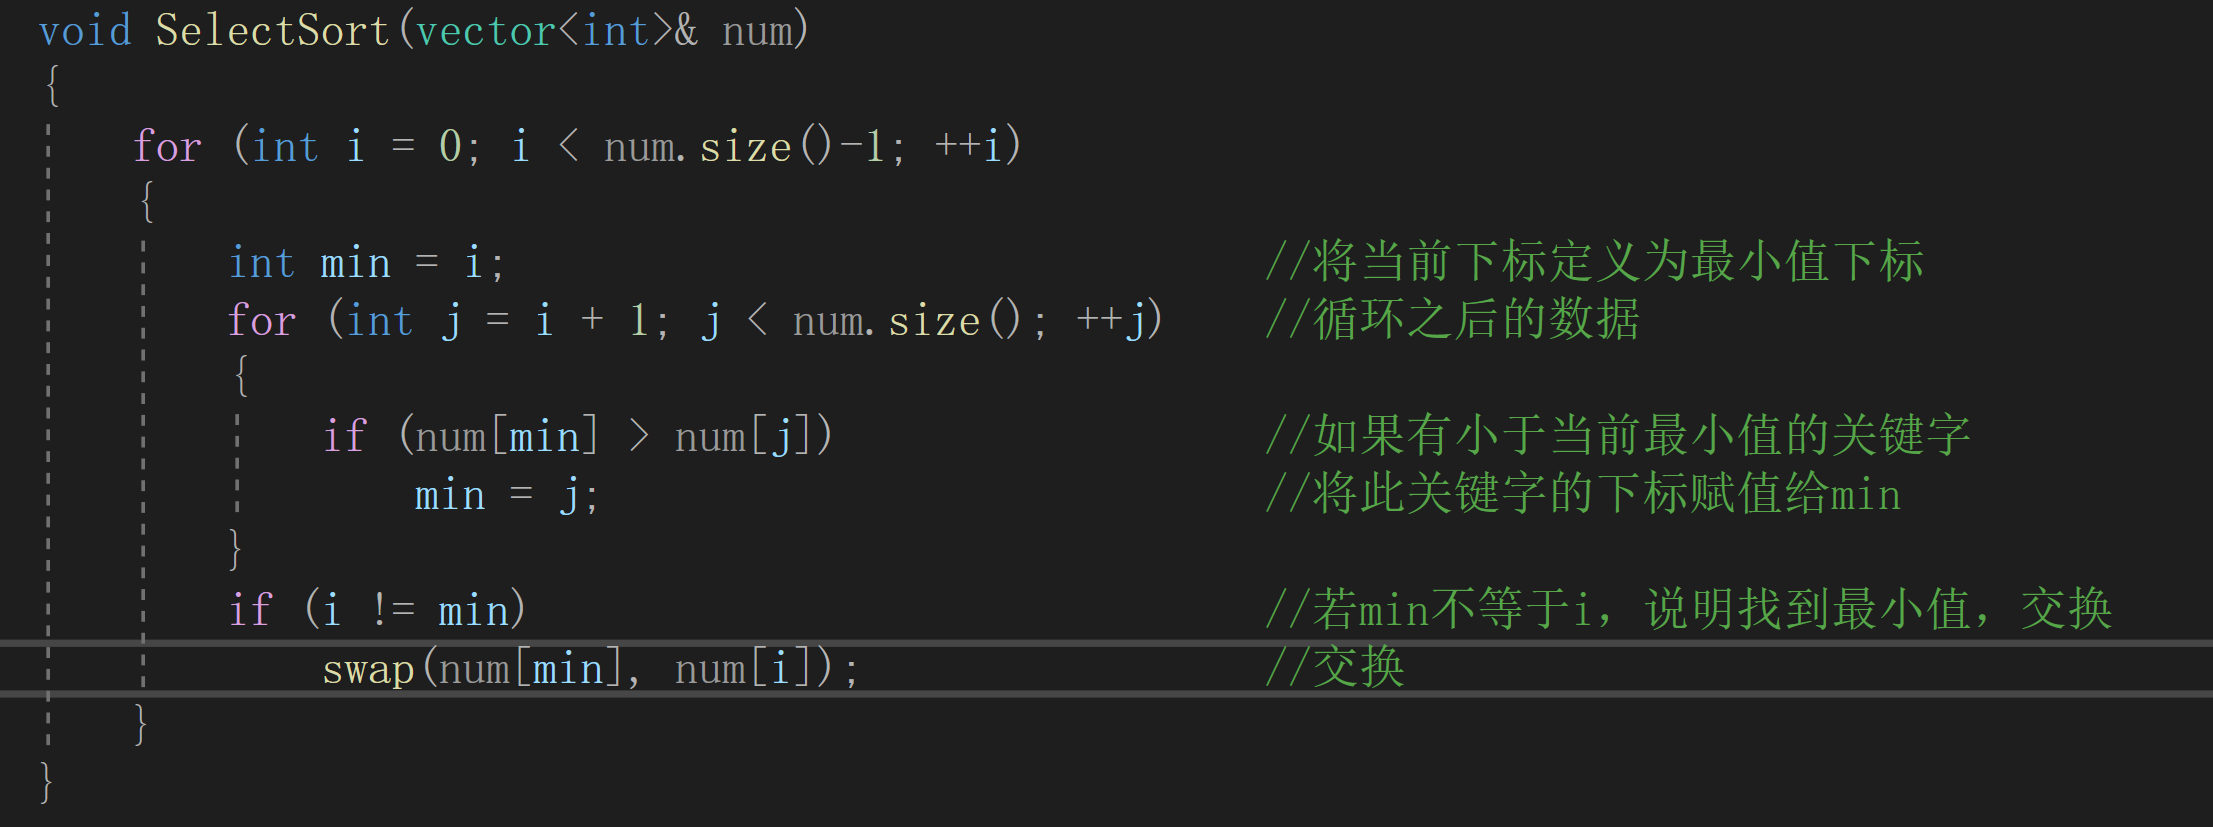 void SelectSort(vector<int>& num)
{
for (int i = 0; i < num.size()-1; ++i)
{
int min = i; //将当前下标定义为最小值下标
for (int j = i + 1; j < num.size(); ++j) //循环之后的数据
{
if (num[min] > num[j]) //如果有小于当前最小值的关键字
min = j; //将此关键字的下标赋值给min
}
if (i != min) //若min不等于i，说明找到最小值，交换
swap(num[min], num[i]); //交换
}
}